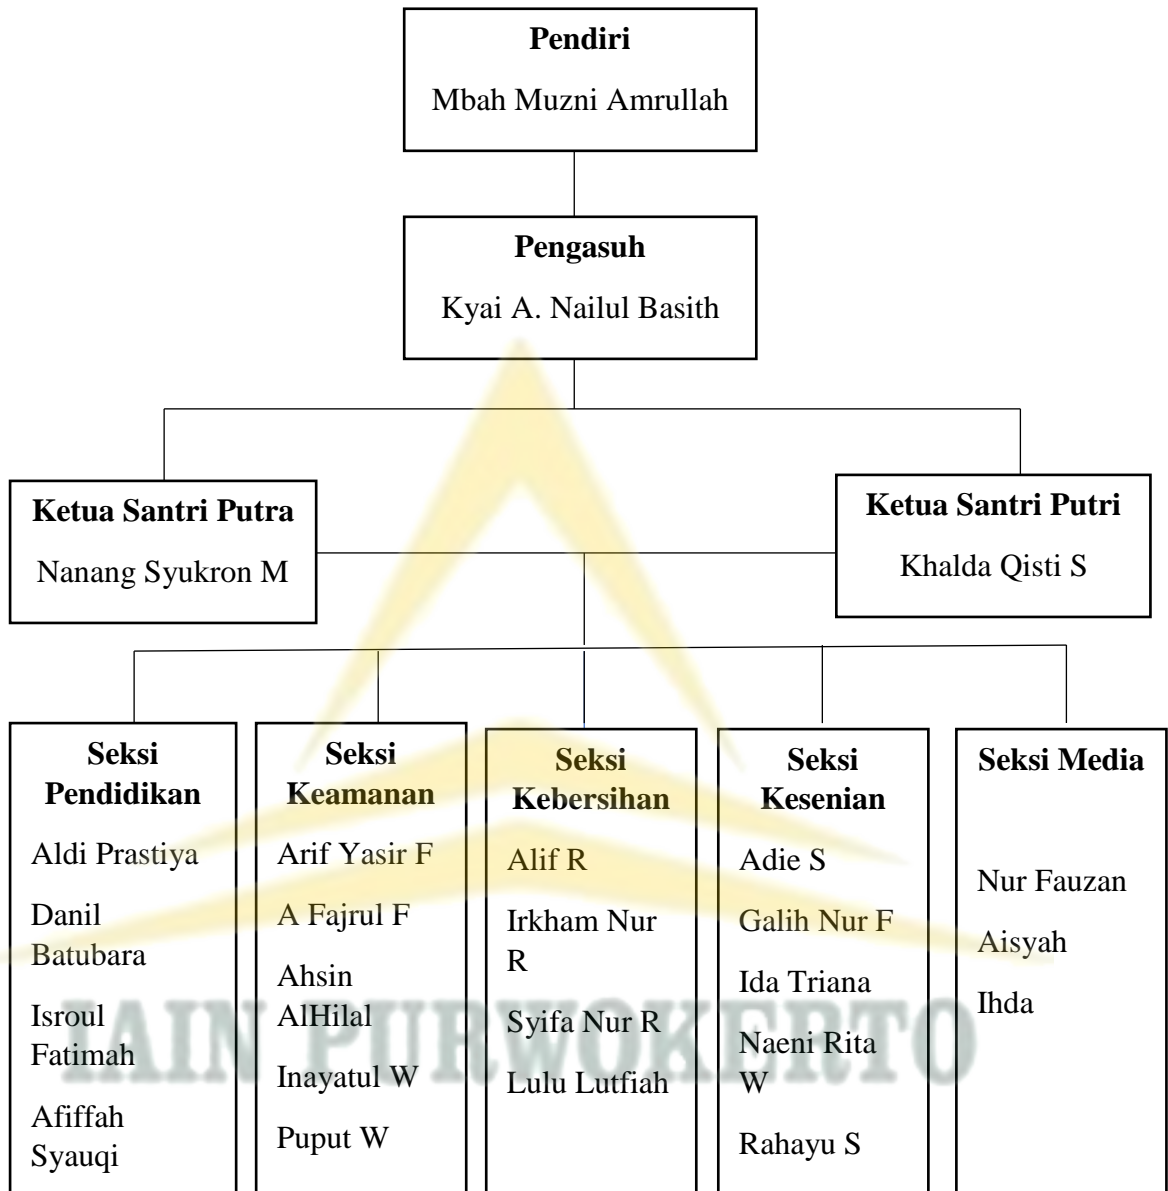 Pendiri
Mbah Muzni Amrullah
Pengasuh
Kyai A. Nailul Basith
Ketua Santri Putra
Nanang Syukron M
Ketua Santri Putri
Khalda Qisti S
Seksi
Pendidikan
Aldi Prastiya
Danil
Batubara
Isroul
Fatimah
Afiffah
Syauqi
Seksi
Keamanan
Arif Yasir F
A Fajrul F
Ahsin
AlHilal
Inayatul W
Puput W
Seksi
Kebersihan
Alif R
Irkham Nur
R
Syifa Nur R
Lulu Lutfiah
Seksi
Kesenian
Adie S
Galih Nur F
Ida Triana
Naeni Rita
W
Rahayu S
Seksi Media
Nur Fauzan
Aisyah
Ihda
IAIN PURWOKERTO